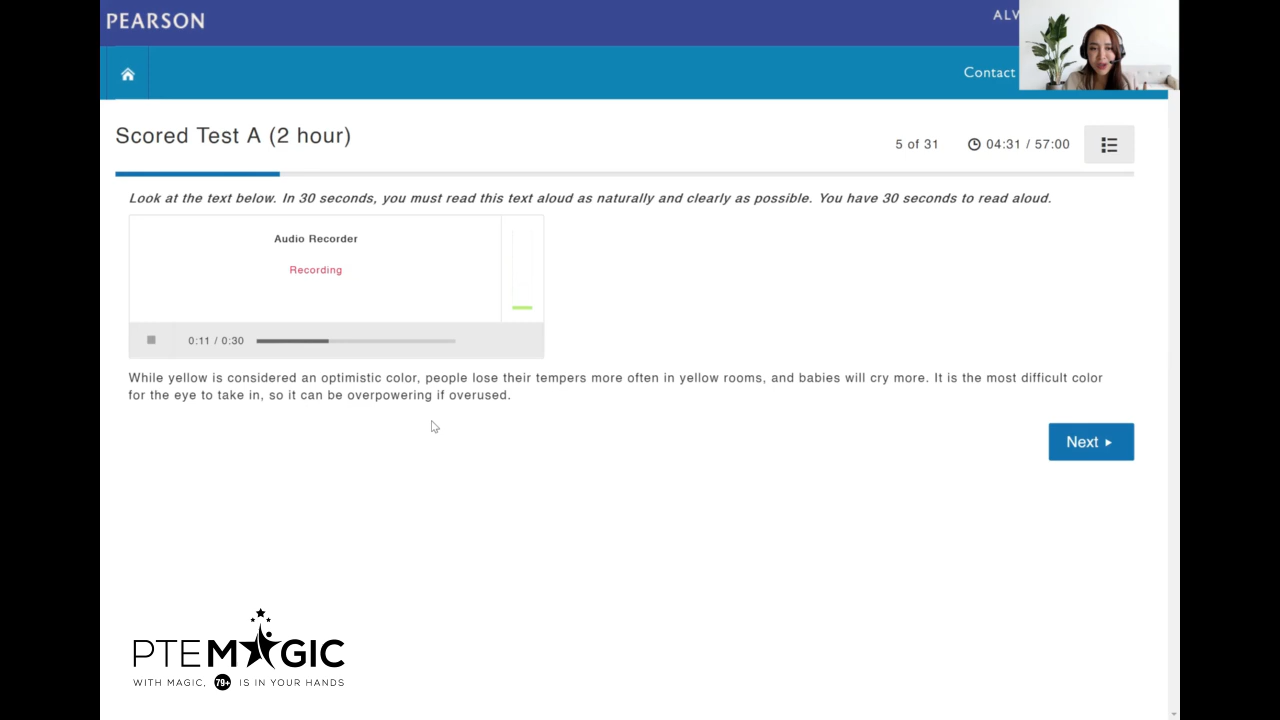 PEARSON
ALV
Contact
Scored Test A (2 hour)
5 of 31
04:31 / 57:00
Look at the text below. In 30 seconds, you must read this text aloud as naturally and clearly as possible. You have 30 seconds to read aloud.
Audio Recorder
Recording
0:11 / 0:30
While yellow is considered an optimistic color, people lose their tempers more often in yellow rooms, and babies will cry more. It is the most difficult color
for the eye to take in, so it can be overpowering if overused.
Next
PTEMAGIC
WITH MAGIC, 79+ IS IN YOUR HANDS